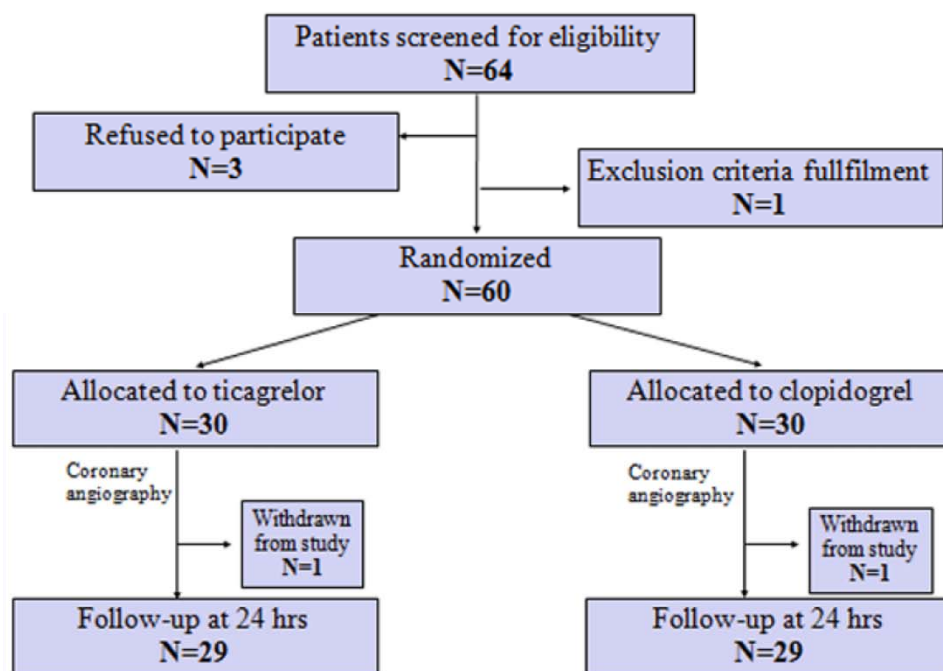 Patients screened for eligibility
N=64
Refused to participate
N=3
Exclusion criteria fullfilment
N=1
Randomized
N=60
Allocated to ticagrelor
N=30
Allocated to clopidogrel
N=30
Coronary
angiography
Withdrawn
from study
N=1
Coronary
angiography
Withdrawn
from study
N=1
Follow-up at 24 hrs
N=29
Follow-up at 24 hrs
N=29